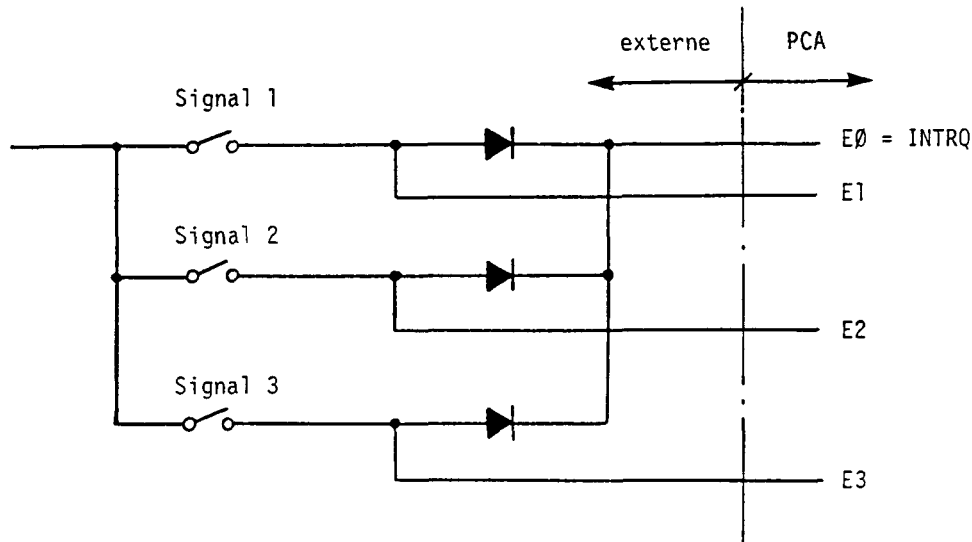 externe
PCA
Signal 1
EØ = INTRQ
E1
Signal 2
E2
Signal 3
E3